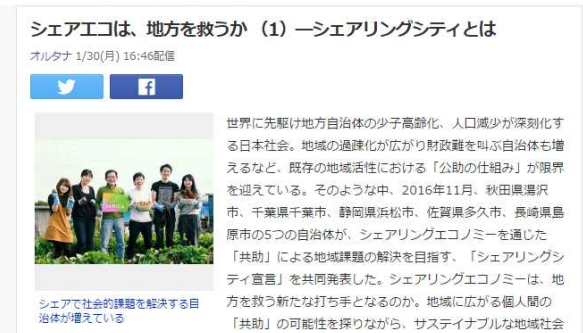 シェアエコは、地方を救うか （1）―シェアリングシティとは
オルタナ 1/30(月) 16:46配信
世界に先駆け地方自治体の少子高齢化、人口減少が深刻化す
る日本社会。地域の過疎化が広がり財政難を叫ぶ自治体も増
えるなど、既存の地域活性における「公助の仕組み」が限界
を迎えている。そのような中、2016年11月、秋田県湯沢
市、千葉県千葉市、静岡県浜松市、佐賀県多久市、長崎県島
原市の5つの自治体が、シェアリングエコノミーを通じた
「共助」による地域課題の解決を目指す、「シェアリングシ
ティ宣言」を共同発表した。シェアリングエコノミーは、地
方を救う新たな打ち手となるのか。地域に広がる個人間の
「共助」の可能性を探りながら、サステイナブルな地域社会
シェアで社会的課題を解決する自
治体が増えている